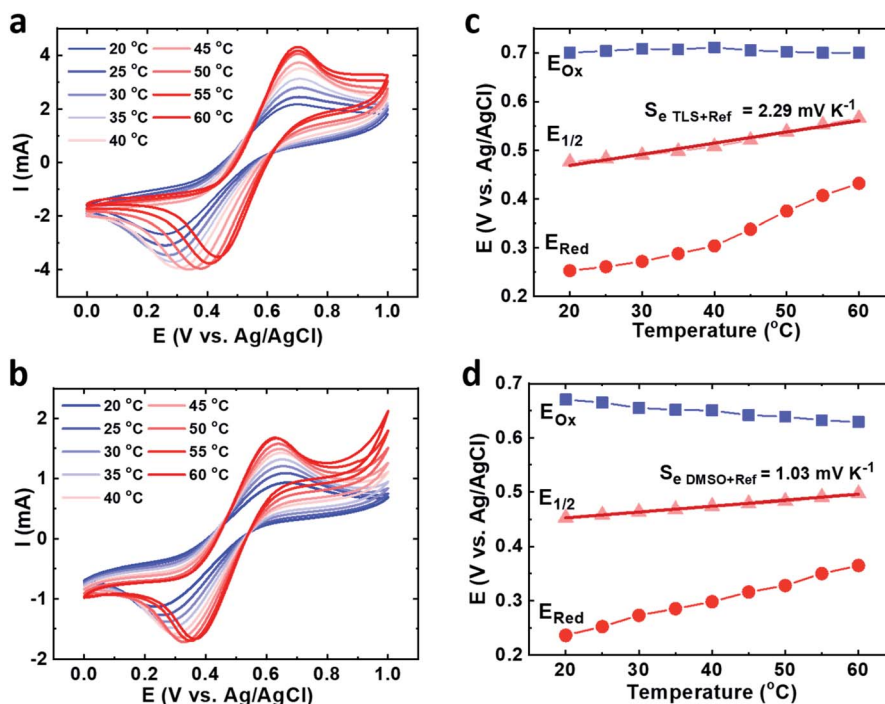 a
20 °C 45 °C
25 °C 50 °C
30 °C 55 °C
35 °C 60 °C
40 °C
4
2
0
-2
-4
I (mA)
0.0 0.2 0.4 0.6 0.8 1.0
E (V vs. Ag/AgCl)
c
0.7
0.6
0.5
0.4
0.3
0.2
E (V vs. Ag/AgCl)
EOx
Se TLS+Ref = 2.29 mV K-1
E1/2
ERed
20 30 40 50 60
Temperature (°C)
b
20 °C 45 °C
25 °C 50 °C
30 °C 55 °C
35 °C 60 °C
40 °C
2
1
0
-1
-2
I (mA)
0.0 0.2 0.4 0.6 0.8 1.0
E (V vs. Ag/AgCl)
d
0.7
0.6
0.5
0.4
0.3
0.2
E (V vs. Ag/AgCl)
EOx
Se DMSO+Ref = 1.03 mV K-1
E1/2
ERed
20 30 40 50 60
Temperature (°C)